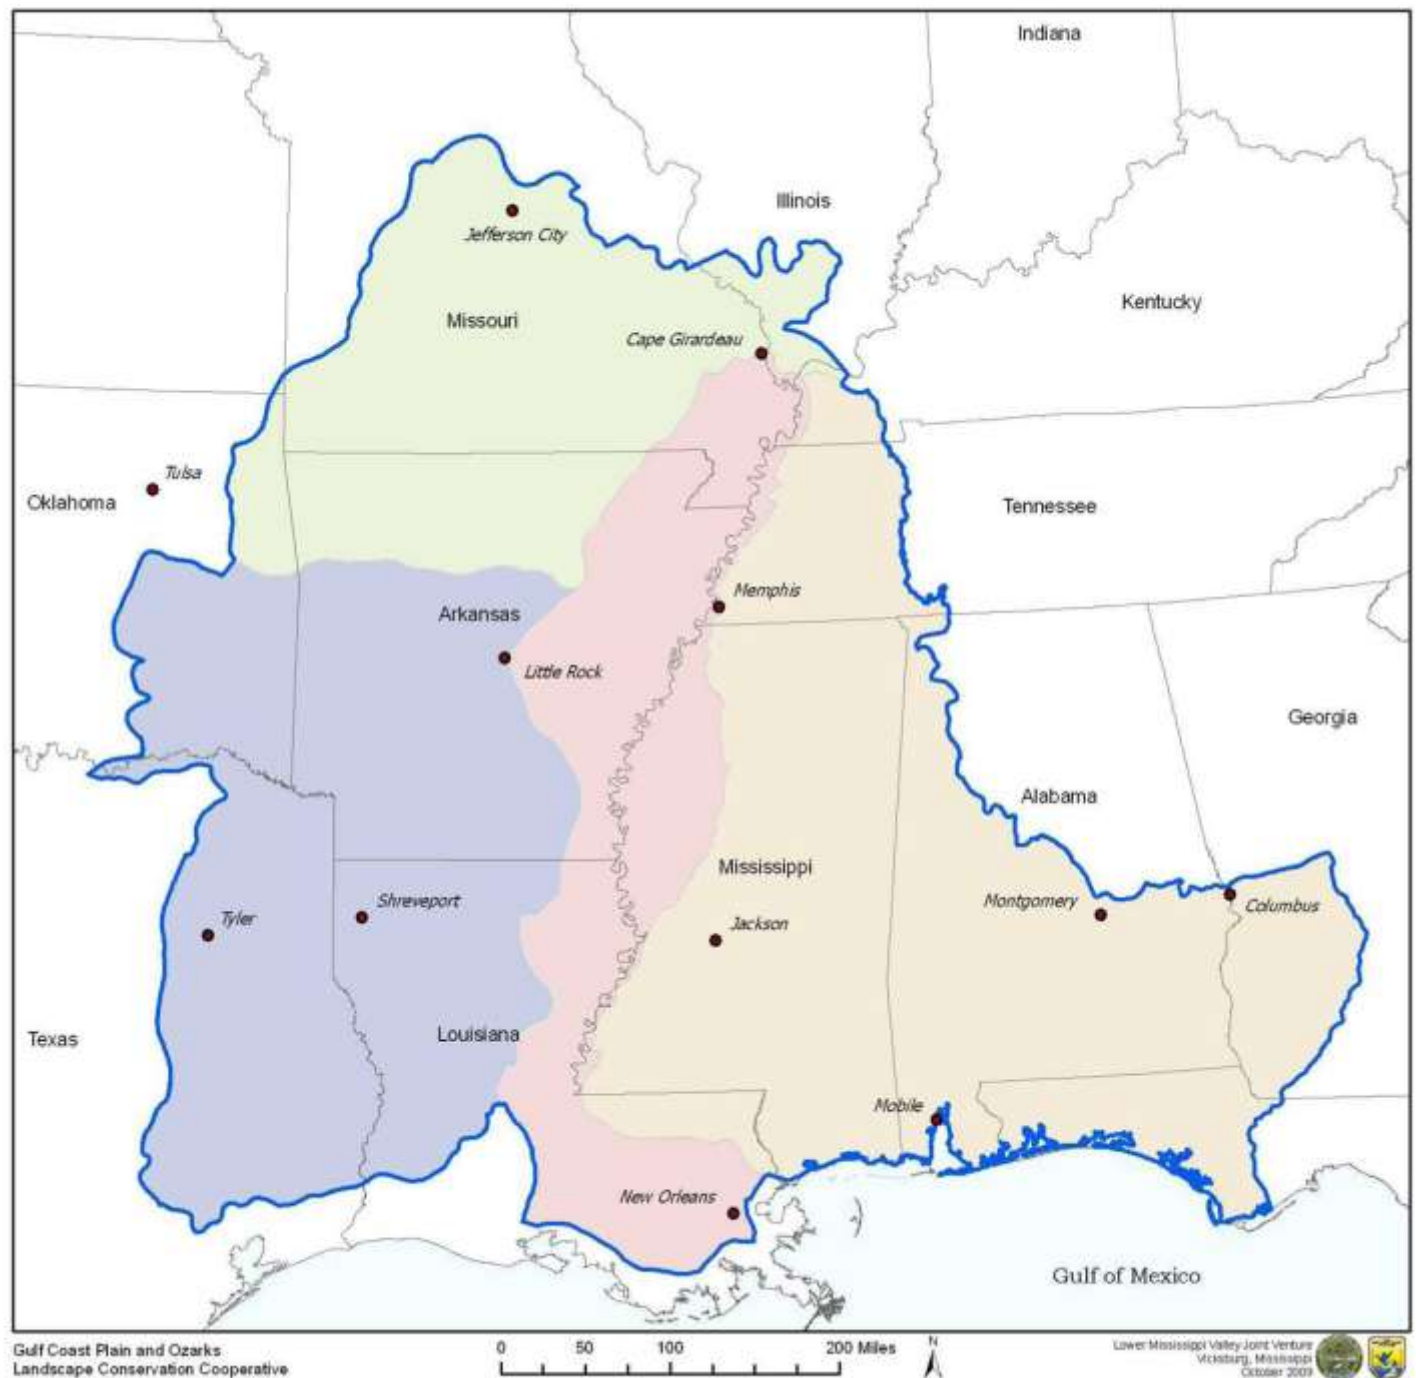 Indiana
Illinois
Jefferson City
Kentucky
Missouri
Cape Girardeau
Tulsa
Oklahoma
Tennessee
Memphis
Arkansas
Little Rock
Georgia
Alabama
Mississippi
Shreveport
Montgomery
Columbus
Tyler
Jackson
Louisiana
Texas
Mobile
New Orleans
Gulf of Mexico
Gulf Coast Plain and Ozarks
Landscape Conservation Cooperative
0 50 100 200 Miles
N
Lower Mississippi Valley Joint Venture
Vicksburg, Mississippi
October 2009